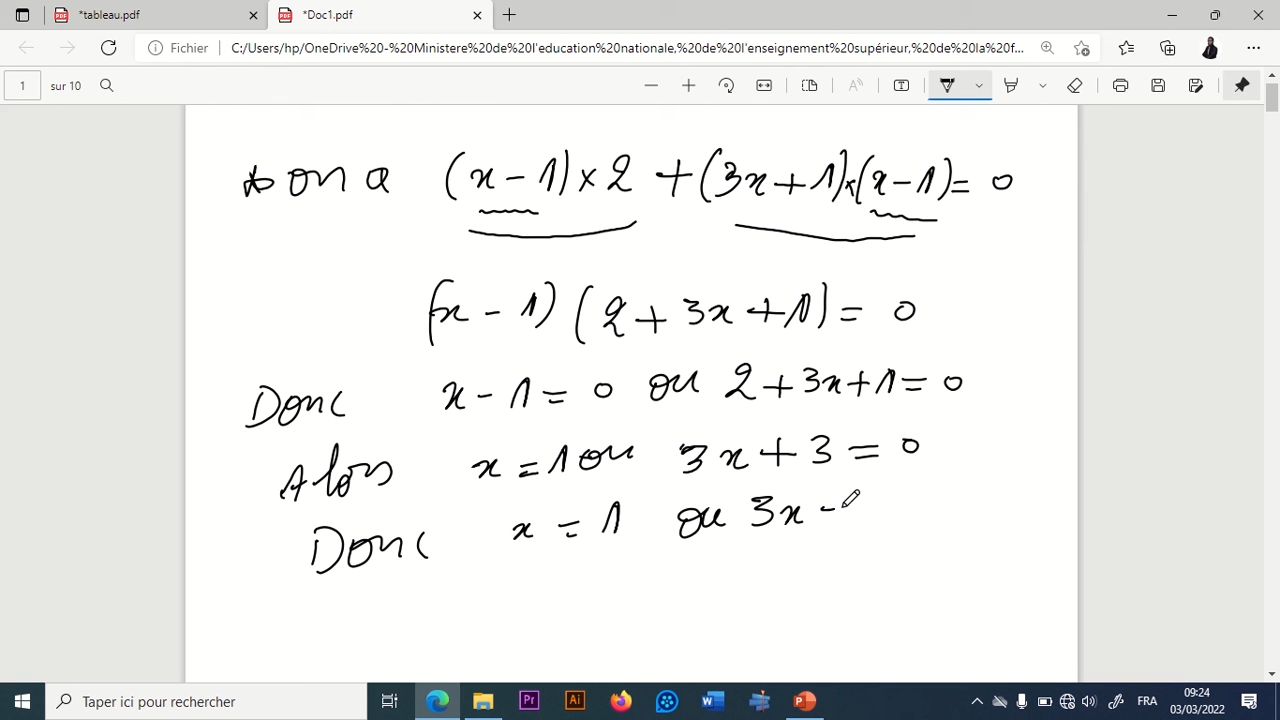 *tableau.pdf
*Doc1.pdf
Fichier
C:/Users/hp/OneDrive%20-%20Ministere%20de%20l'education%20nationale,%20de%20l'enseignement%20supérieur,%20de%20la%20f...
1 sur 10
on a (x - 1) × 2 + (3x + 1) × (x - 1) = 0
(x - 1) (2 + 3x + 1) = 0
Donc x - 1 = 0 ou 2 + 3x + 1 = 0
Alors x = 1 ou 3x + 3 = 0
Donc x = 1 ou 3x -
Taper ici pour rechercher
FRA
09:24
03/03/2022